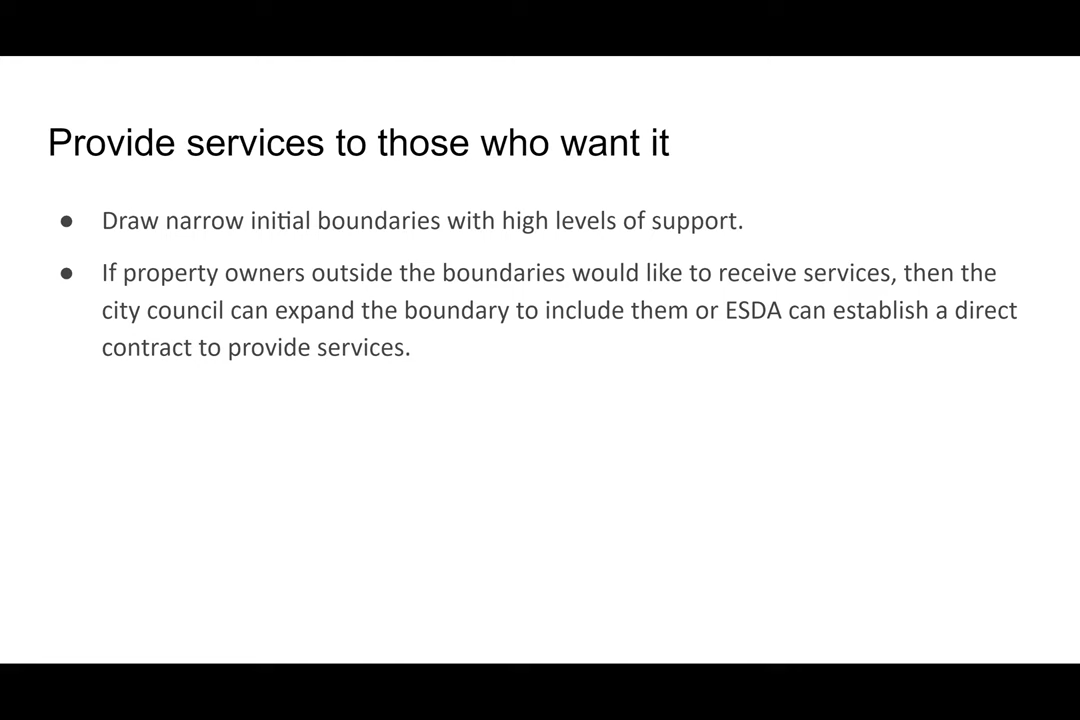 Provide services to those who want it
● Draw narrow initial boundaries with high levels of support.
● If property owners outside the boundaries would like to receive services, then the
city council can expand the boundary to include them or ESDA can establish a direct
contract to provide services.